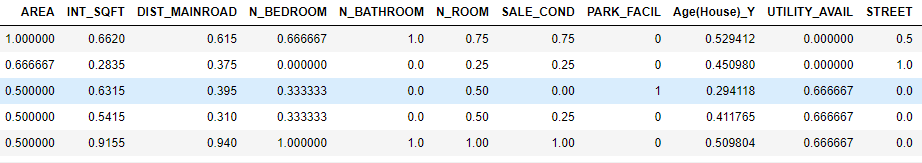 AREA INT_SQFT DIST_MAINROAD N_BEDROOM N_BATHROOM N_ROOM SALE_COND PARK_FACIL Age(House)_Y UTILITY_AVAIL STREET
1.000000 0.6620 0.615 0.666667 1.0 0.75 0.75 0 0.529412 0.000000 0.5
0.666667 0.2835 0.375 0.000000 0.0 0.25 0.25 0 0.450980 0.000000 1.0
0.500000 0.6315 0.395 0.333333 0.0 0.50 0.00 1 0.294118 0.666667 0.0
0.500000 0.5415 0.310 0.333333 0.0 0.50 0.25 0 0.411765 0.666667 0.0
0.500000 0.9155 0.940 1.000000 1.0 1.00 1.00 0 0.509804 0.666667 0.0